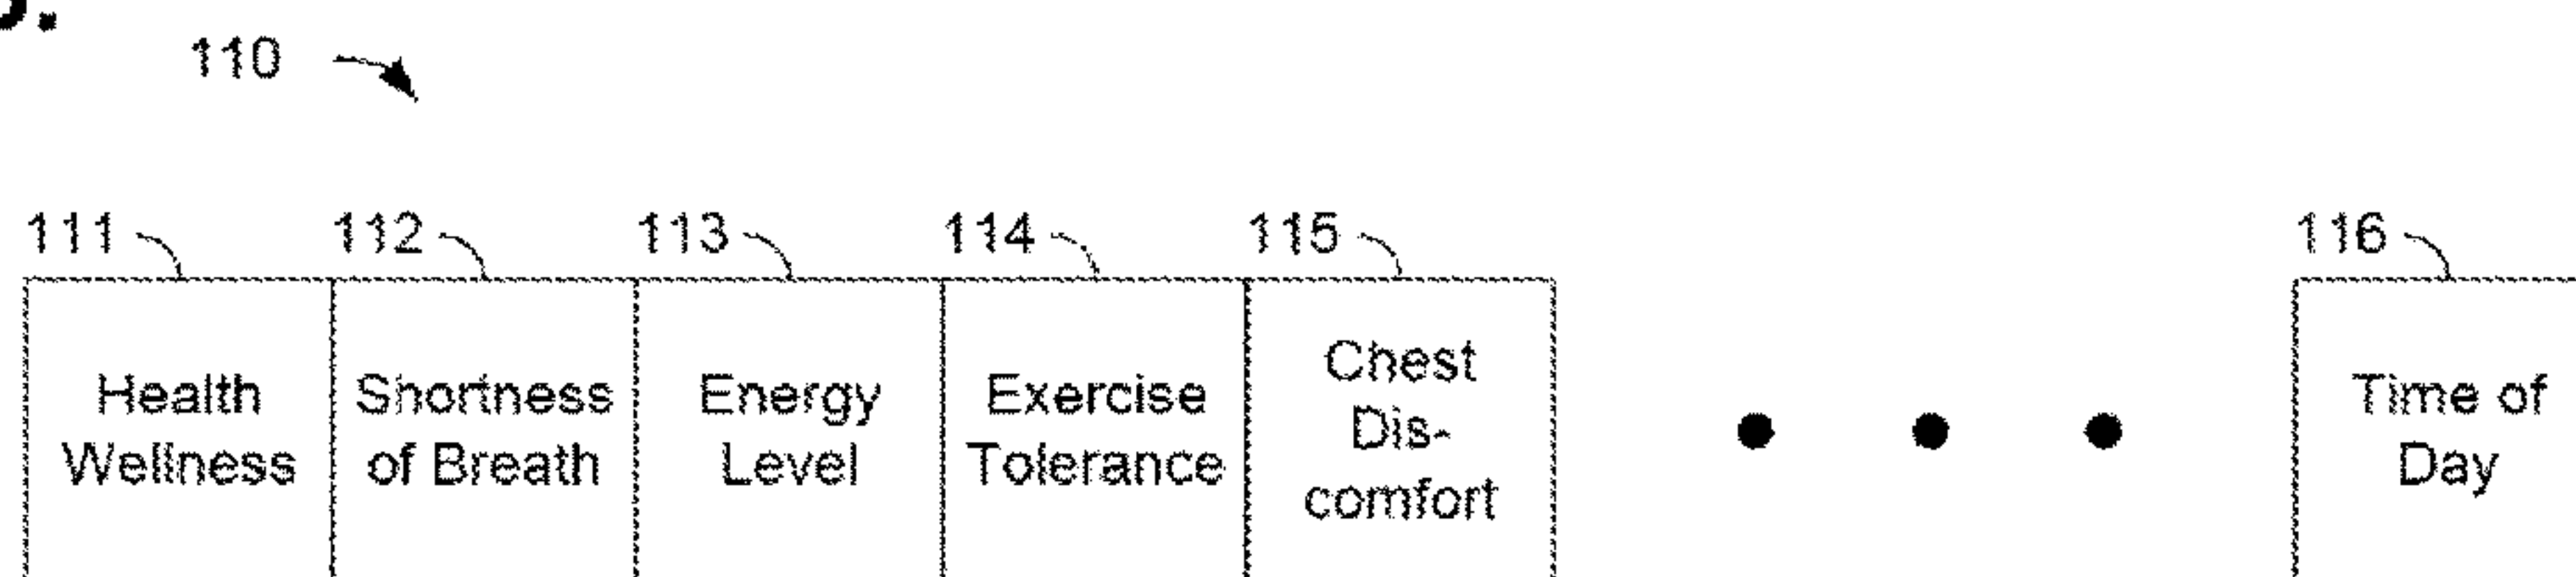 110
111 112 113 114 115 116
Health Wellness
Shortness of Breath
Energy Level
Exercise Tolerance
Chest Dis- comfort
Time of Day